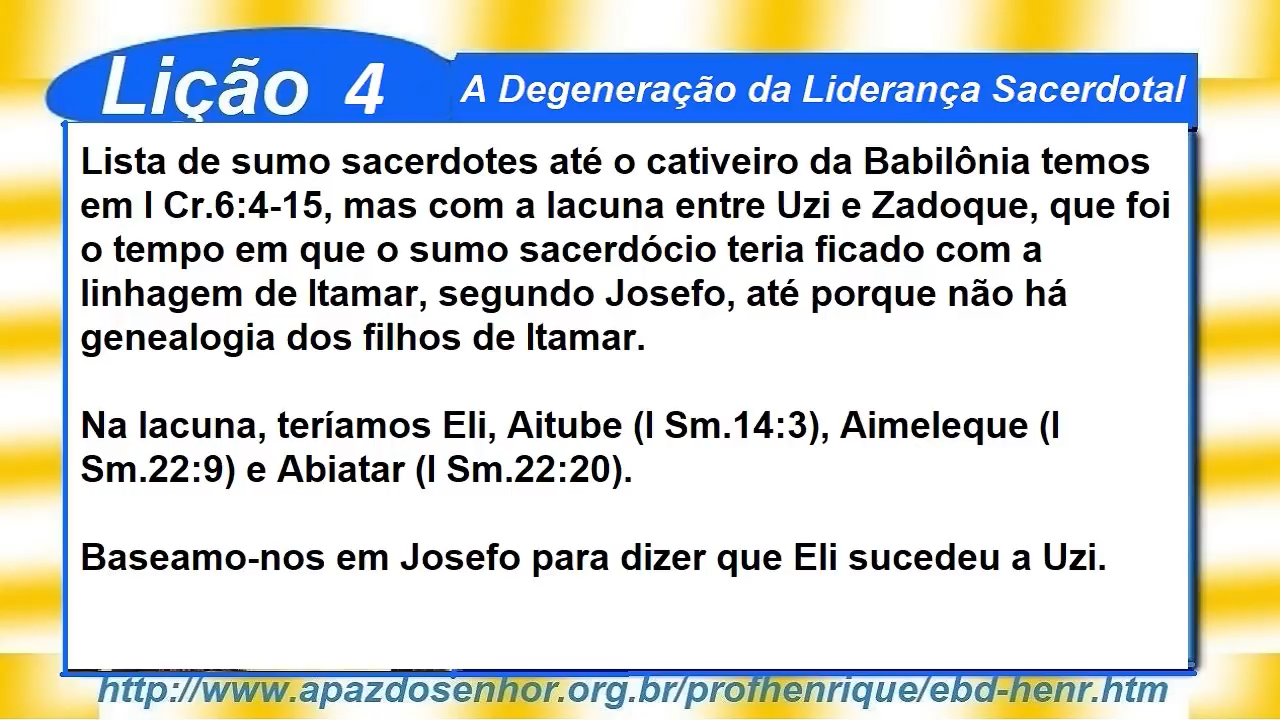 Lição 4
A Degeneração da Liderança Sacerdotal
Lista de sumo sacerdotes até o cativeiro da Babilônia temos
em I Cr.6:4-15, mas com a lacuna entre Uzi e Zadoque, que foi
o tempo em que o sumo sacerdócio teria ficado com a
linhagem de Itamar, segundo Josefo, até porque não há
genealogia dos filhos de Itamar.
Na lacuna, teríamos Eli, Aitube (I Sm.14:3), Aimeleque (I
Sm.22:9) e Abiatar (I Sm.22:20).
Baseamo-nos em Josefo para dizer que Eli sucedeu a Uzi.
http://www.apazdosenhor.org.br/profhenrique/ebd-henr.htm